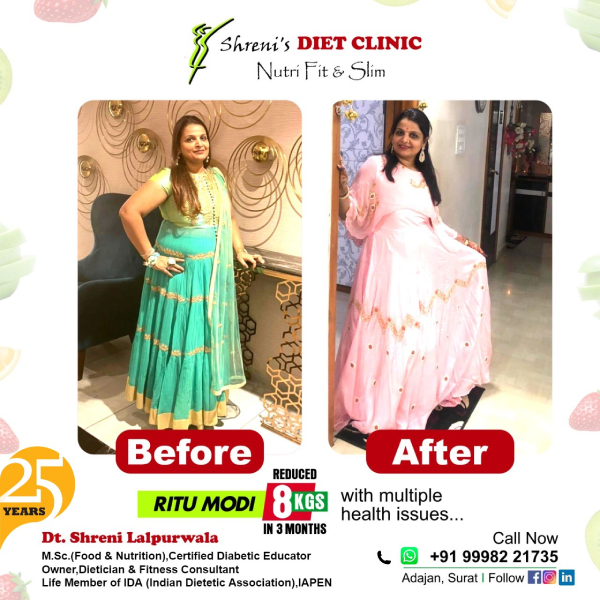 Shreni's DIET CLINIC
Nutri Fit & Slim
Before
After
25
YEARS
RITU MODI
REDUCED
8 KGS
IN 3 MONTHS
with multiple
health issues...
Dt. Shreni Lalpurwala
M.Sc.(Food & Nutrition),Certified Diabetic Educator
Owner,Dietician & Fitness Consultant
Life Member of IDA (Indian Dietetic Association),IAPEN
Call Now
+91 99982 21735
Adajan, Surat I Follow f in